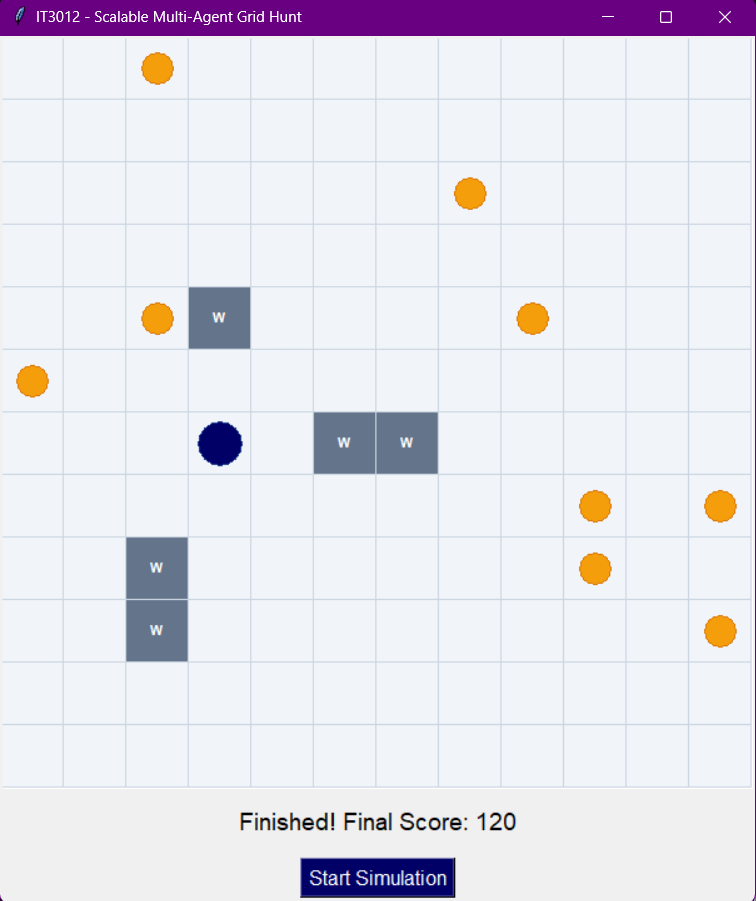 IT3012 - Scalable Multi-Agent Grid Hunt
W
W W
W
W
Finished! Final Score: 120
Start Simulation